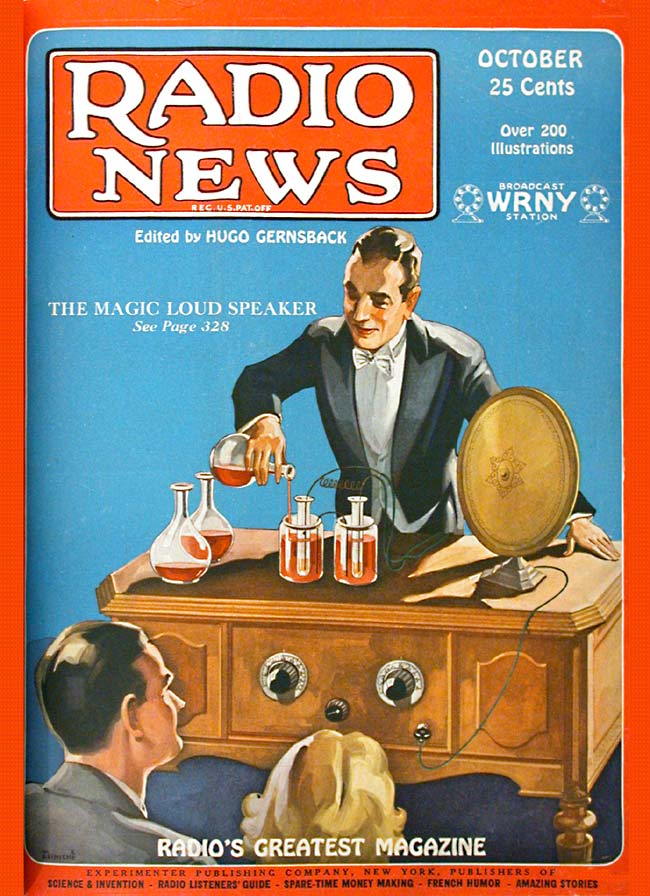 RADIO
NEWS
REG. U.S. PAT. OFF
OCTOBER
25 Cents
Over 200
Illustrations
BROADCAST
WRNY
STATION
Edited by HUGO GERNSBACK
THE MAGIC LOUD SPEAKER
See Page 328
RADIO'S GREATEST MAGAZINE
EXPERIMENTER PUBLISHING COMPANY, NEW YORK, PUBLISHERS OF
SCIENCE & INVENTION - RADIO LISTENERS' GUIDE - SPARE-TIME MONEY MAKING - FRENCH HUMOR - AMAZING STORIES